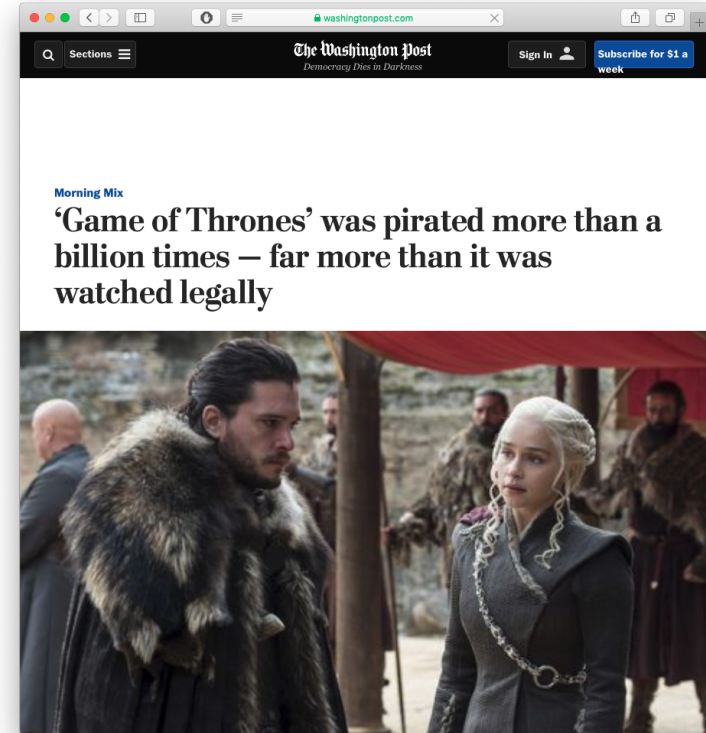 washingtonpost.com
Sections
The Washington Post
Democracy Dies in Darkness
Sign In
Subscribe for $1 a
week
Morning Mix
‘Game of Thrones’ was pirated more than a
billion times — far more than it was
watched legally